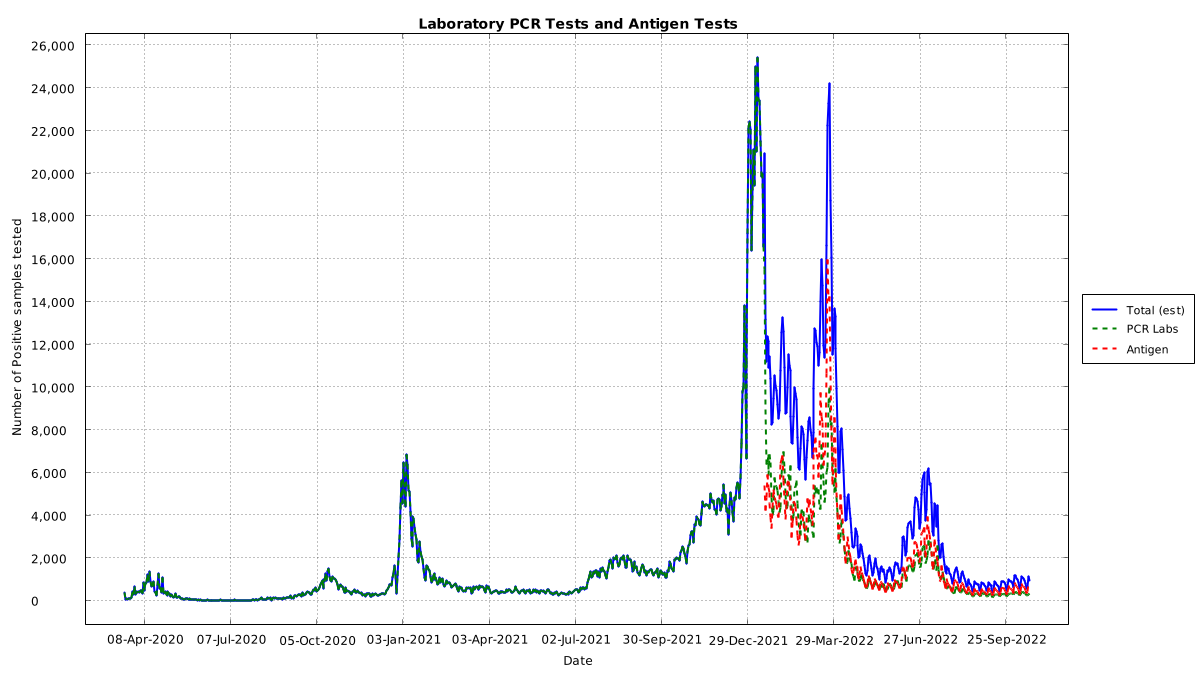 Laboratory PCR Tests and Antigen Tests
26,000
24,000
22,000
20,000
18,000
16,000
14,000
12,000
10,000
8,000
6,000
4,000
2,000
0
Number of Positive samples tested
08-Apr-2020 07-Jul-2020 05-Oct-2020 03-Jan-2021 03-Apr-2021 02-Jul-2021 30-Sep-2021 29-Dec-2021 29-Mar-2022 27-Jun-2022 25-Sep-2022
Date
Total (est)
PCR Labs
Antigen